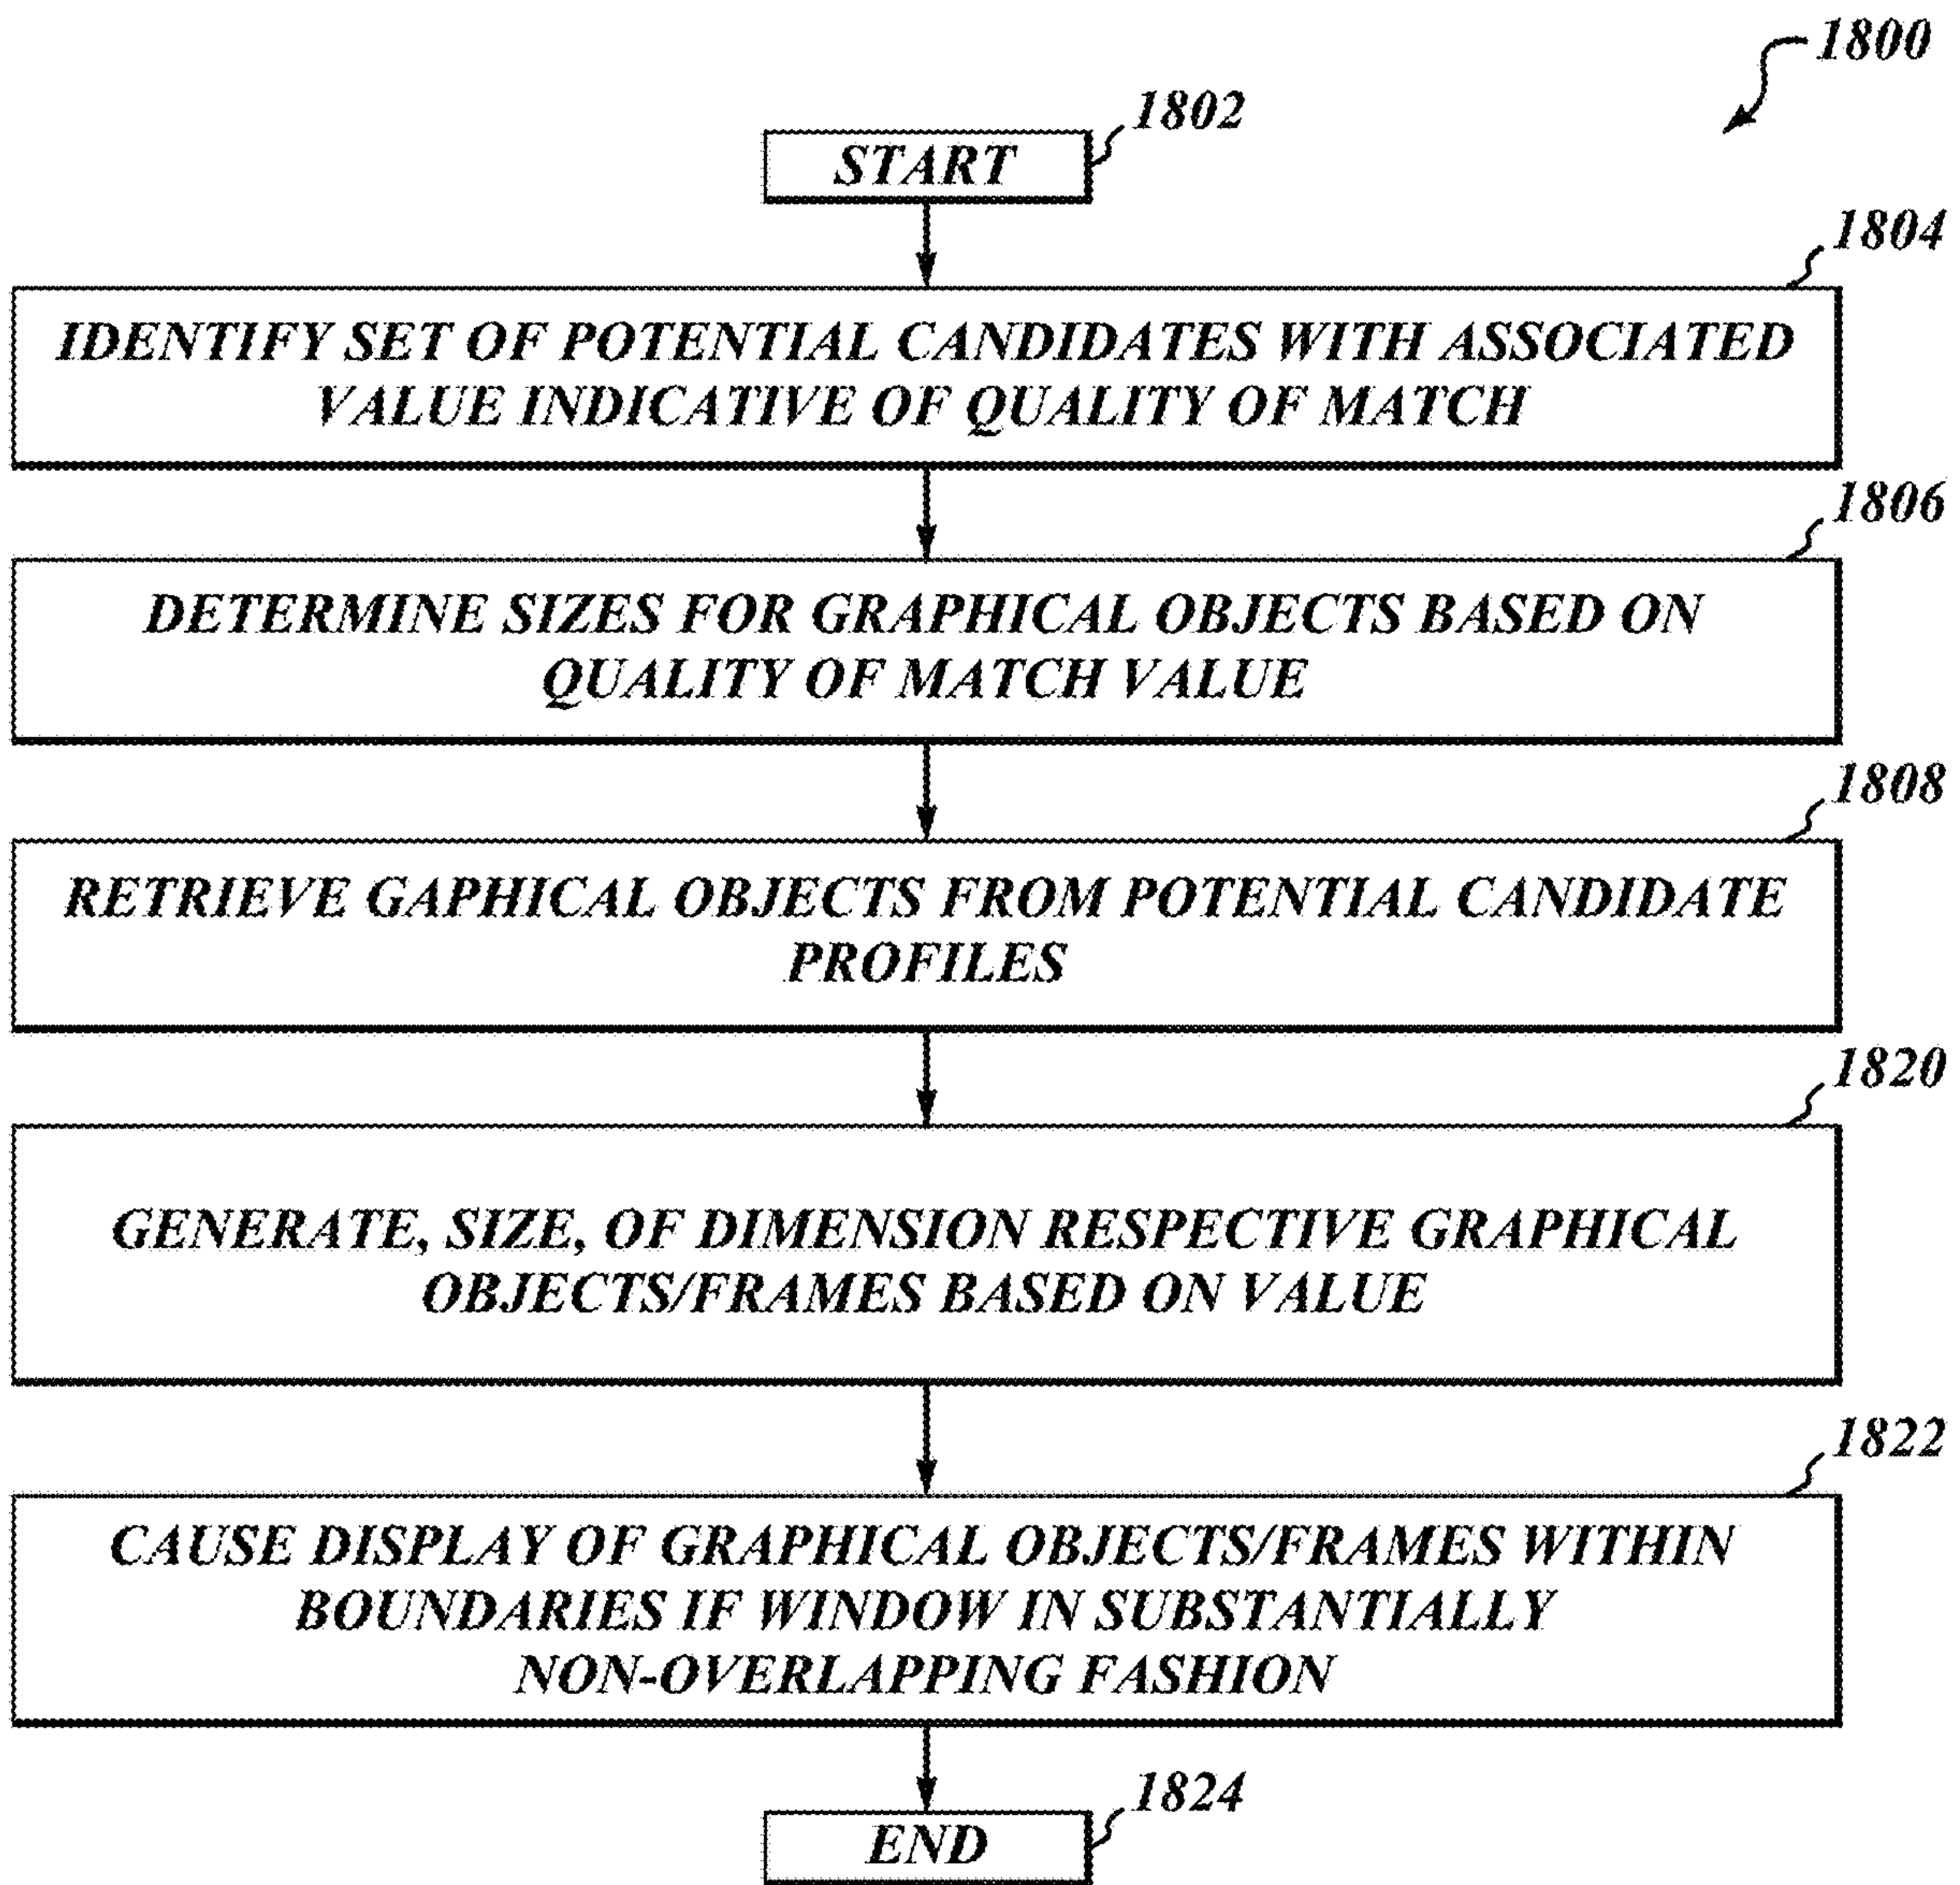 1800
1802
START
1804
IDENTIFY SET OF POTENTIAL CANDIDATES WITH ASSOCIATED
VALUE INDICATIVE OF QUALITY OF MATCH
1806
DETERMINE SIZES FOR GRAPHICAL OBJECTS BASED ON
QUALITY OF MATCH VALUE
1808
RETRIEVE GAPHICAL OBJECTS FROM POTENTIAL CANDIDATE
PROFILES
1820
GENERATE, SIZE, OF DIMENSION RESPECTIVE GRAPHICAL
OBJECTS/FRAMES BASED ON VALUE
1822
CAUSE DISPLAY OF GRAPHICAL OBJECTS/FRAMES WITHIN
BOUNDARIES IF WINDOW IN SUBSTANTIALLY
NON-OVERLAPPING FASHION
1824
END